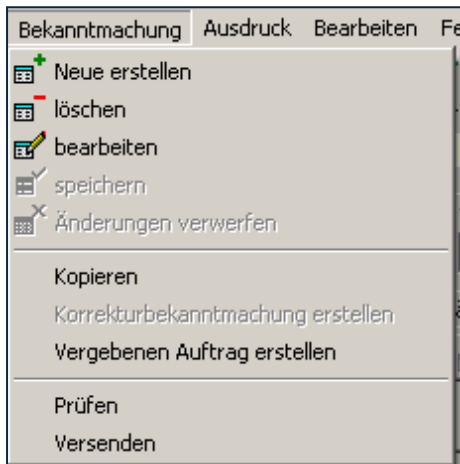 Bekanntmachung Ausdruck Bearbeiten
Neue erstellen
löschen
bearbeiten
speichern
Änderungen verwerfen
Kopieren
Korrekturbekanntmachung erstellen
Vergebenen Auftrag erstellen
Prüfen
Versenden